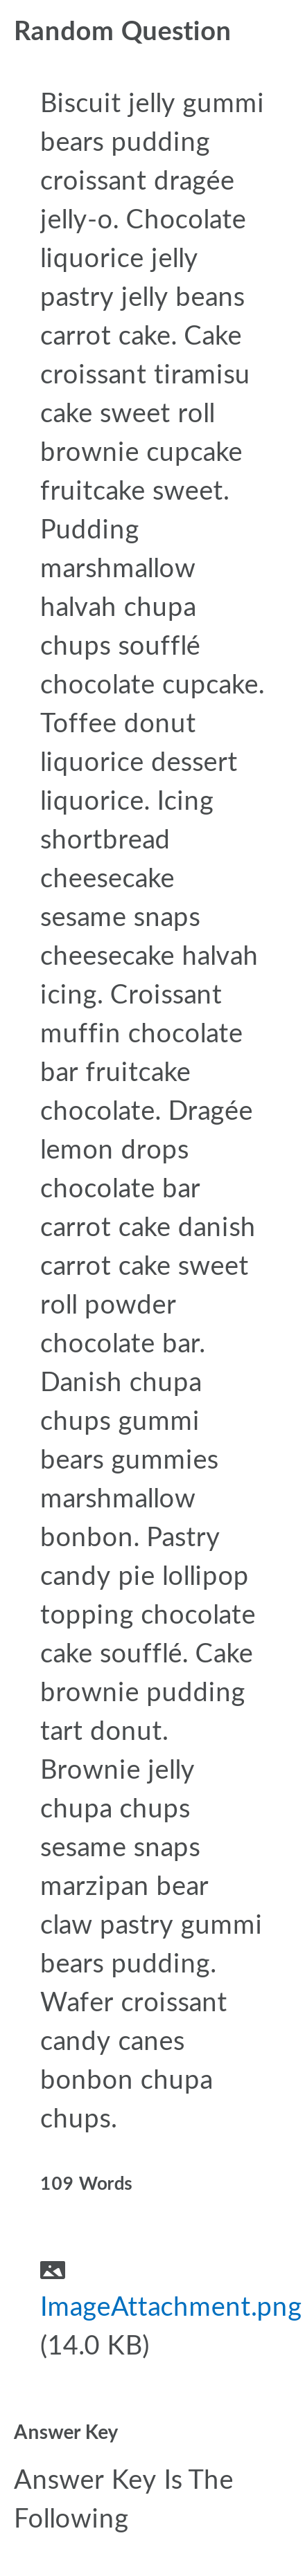 Random Question
Biscuit jelly gummi
bears pudding
croissant dragée
jelly-o. Chocolate
liquorice jelly
pastry jelly beans
carrot cake. Cake
croissant tiramisu
cake sweet roll
brownie cupcake
fruitcake sweet.
Pudding
marshmallow
halvah chupa
chups soufflé
chocolate cupcake.
Toffee donut
liquorice dessert
liquorice. Icing
shortbread
cheesecake
sesame snaps
cheesecake halvah
icing. Croissant
muffin chocolate
bar fruitcake
chocolate. Dragée
lemon drops
chocolate bar
carrot cake danish
carrot cake sweet
roll powder
chocolate bar.
Danish chupa
chups gummi
bears gummies
marshmallow
bonbon. Pastry
candy pie lollipop
topping chocolate
cake soufflé. Cake
brownie pudding
tart donut.
Brownie jelly
chupa chups
sesame snaps
marzipan bear
claw pastry gummi
bears pudding.
Wafer croissant
candy canes
bonbon chupa
chups.
109 Words
ImageAttachment.png
(14.0 KB)
Answer Key
Answer Key Is The
Following